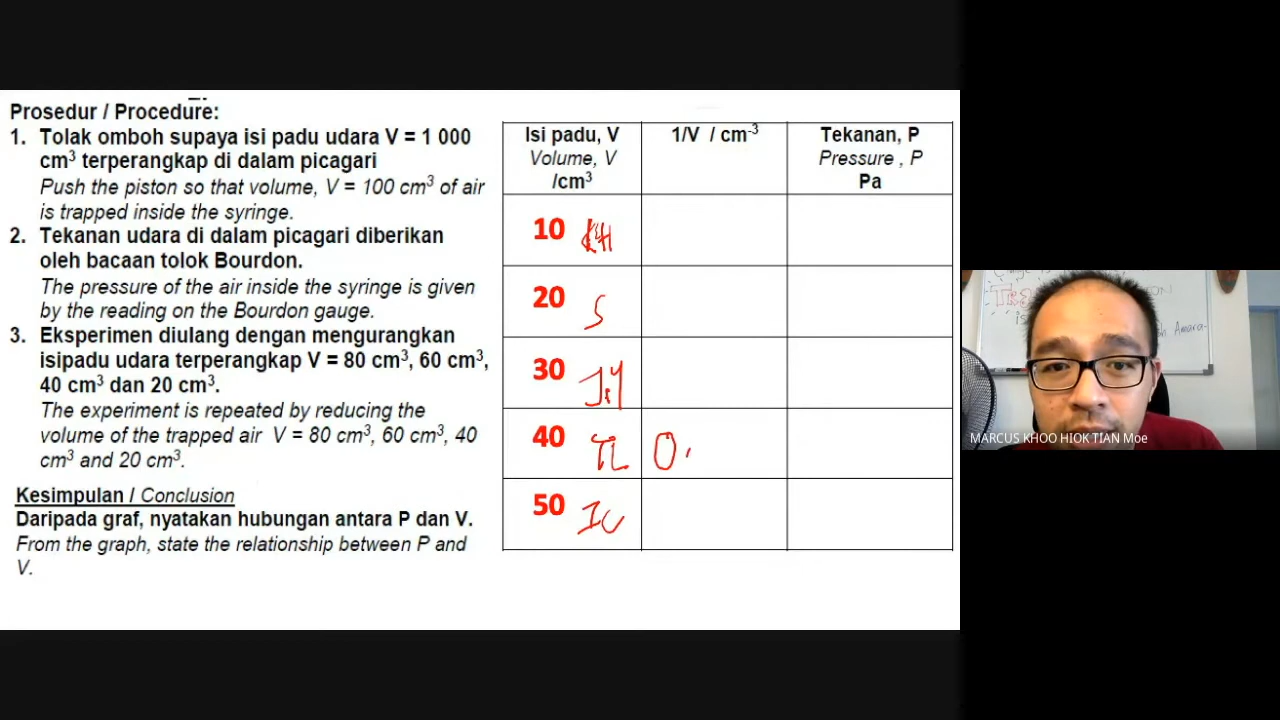 Prosedur / Procedure:
1. Tolak omboh supaya isi padu udara V = 1 000
cm³ terperangkap di dalam picagari
Push the piston so that volume, V = 100 cm³ of air
is trapped inside the syringe.
2. Tekanan udara di dalam picagari diberikan
oleh bacaan tolok Bourdon.
The pressure of the air inside the syringe is given
by the reading on the Bourdon gauge.
3. Eksperimen diulang dengan mengurangkan
isipadu udara terperangkap V = 80 cm³, 60 cm³,
40 cm³ dan 20 cm³.
The experiment is repeated by reducing the
volume of the trapped air V = 80 cm³, 60 cm³, 40
cm³ and 20 cm³.
Kesimpulan / Conclusion
Daripada graf, nyatakan hubungan antara P dan V.
From the graph, state the relationship between P and
V.
Isi padu, V
Volume, V
/cm³
1/V / cm⁻³
Tekanan, P
Pressure , P
Pa
10
20 S
30
40 TL 0.
50
MARCUS KHOO HIOK TIAN Moe